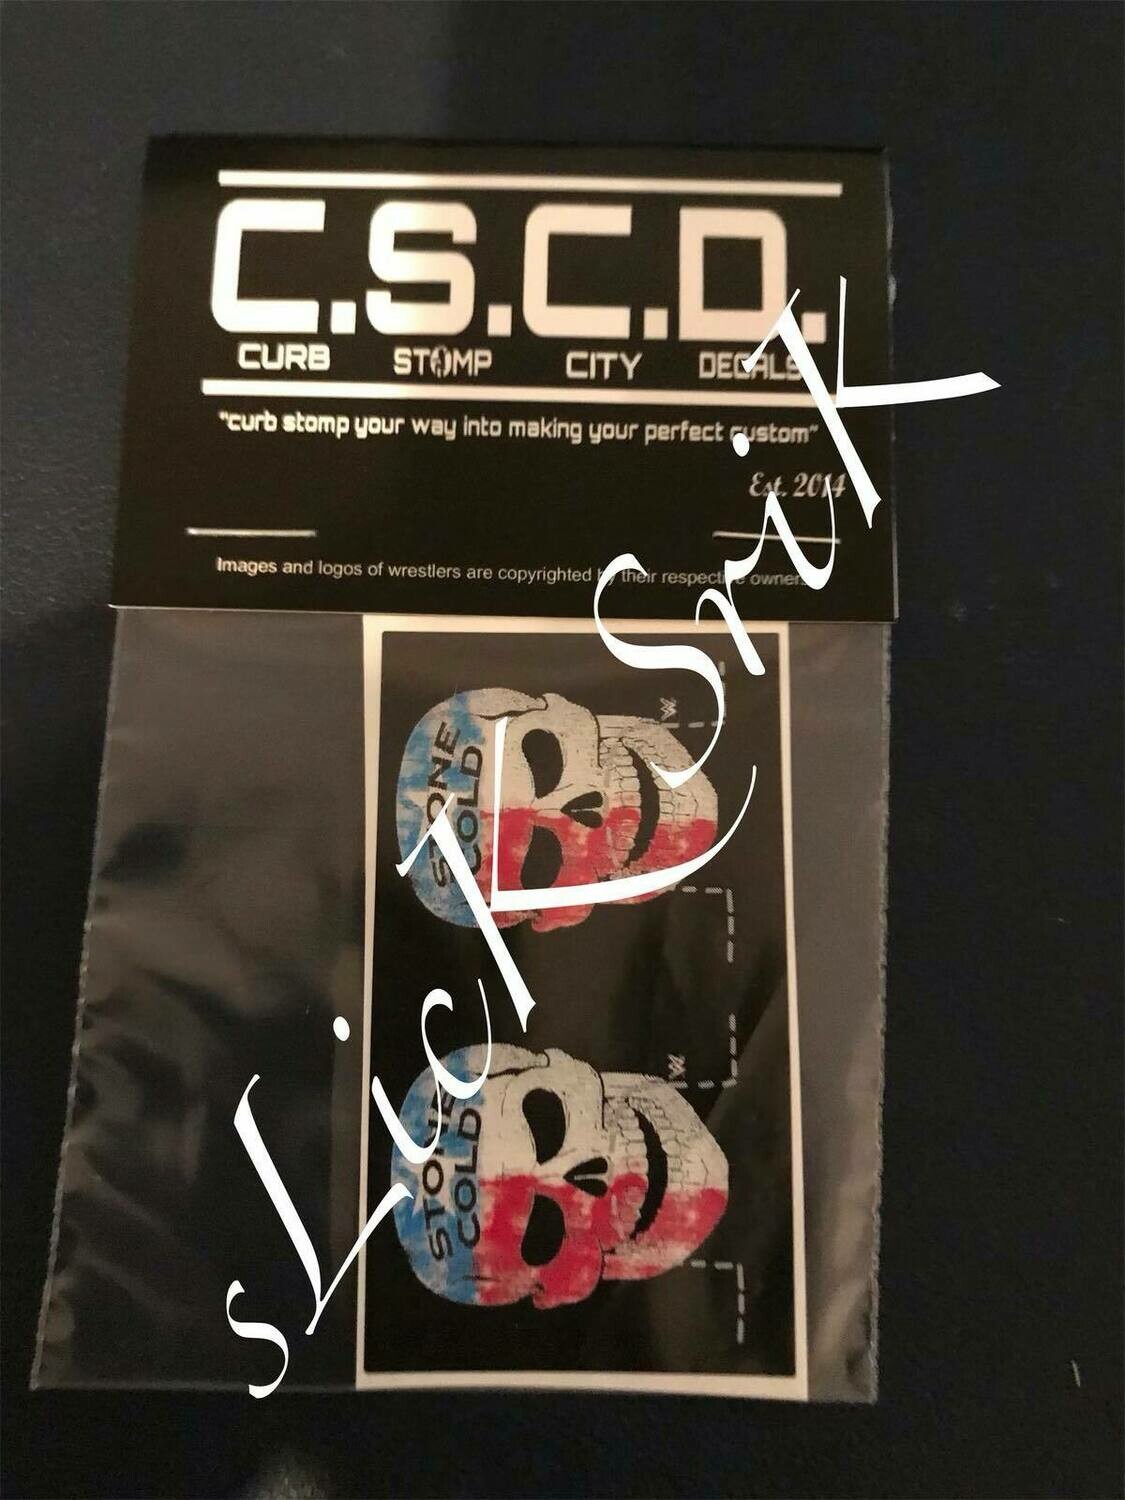 C.S.C.D.
CURB STOMP CITY DECALS
"curb stomp your way into making your perfect custom"
Est. 2014
Images and logos of wrestlers are copyrighted by their respective owners
STONE
COLD
W
STONE
COLD
W